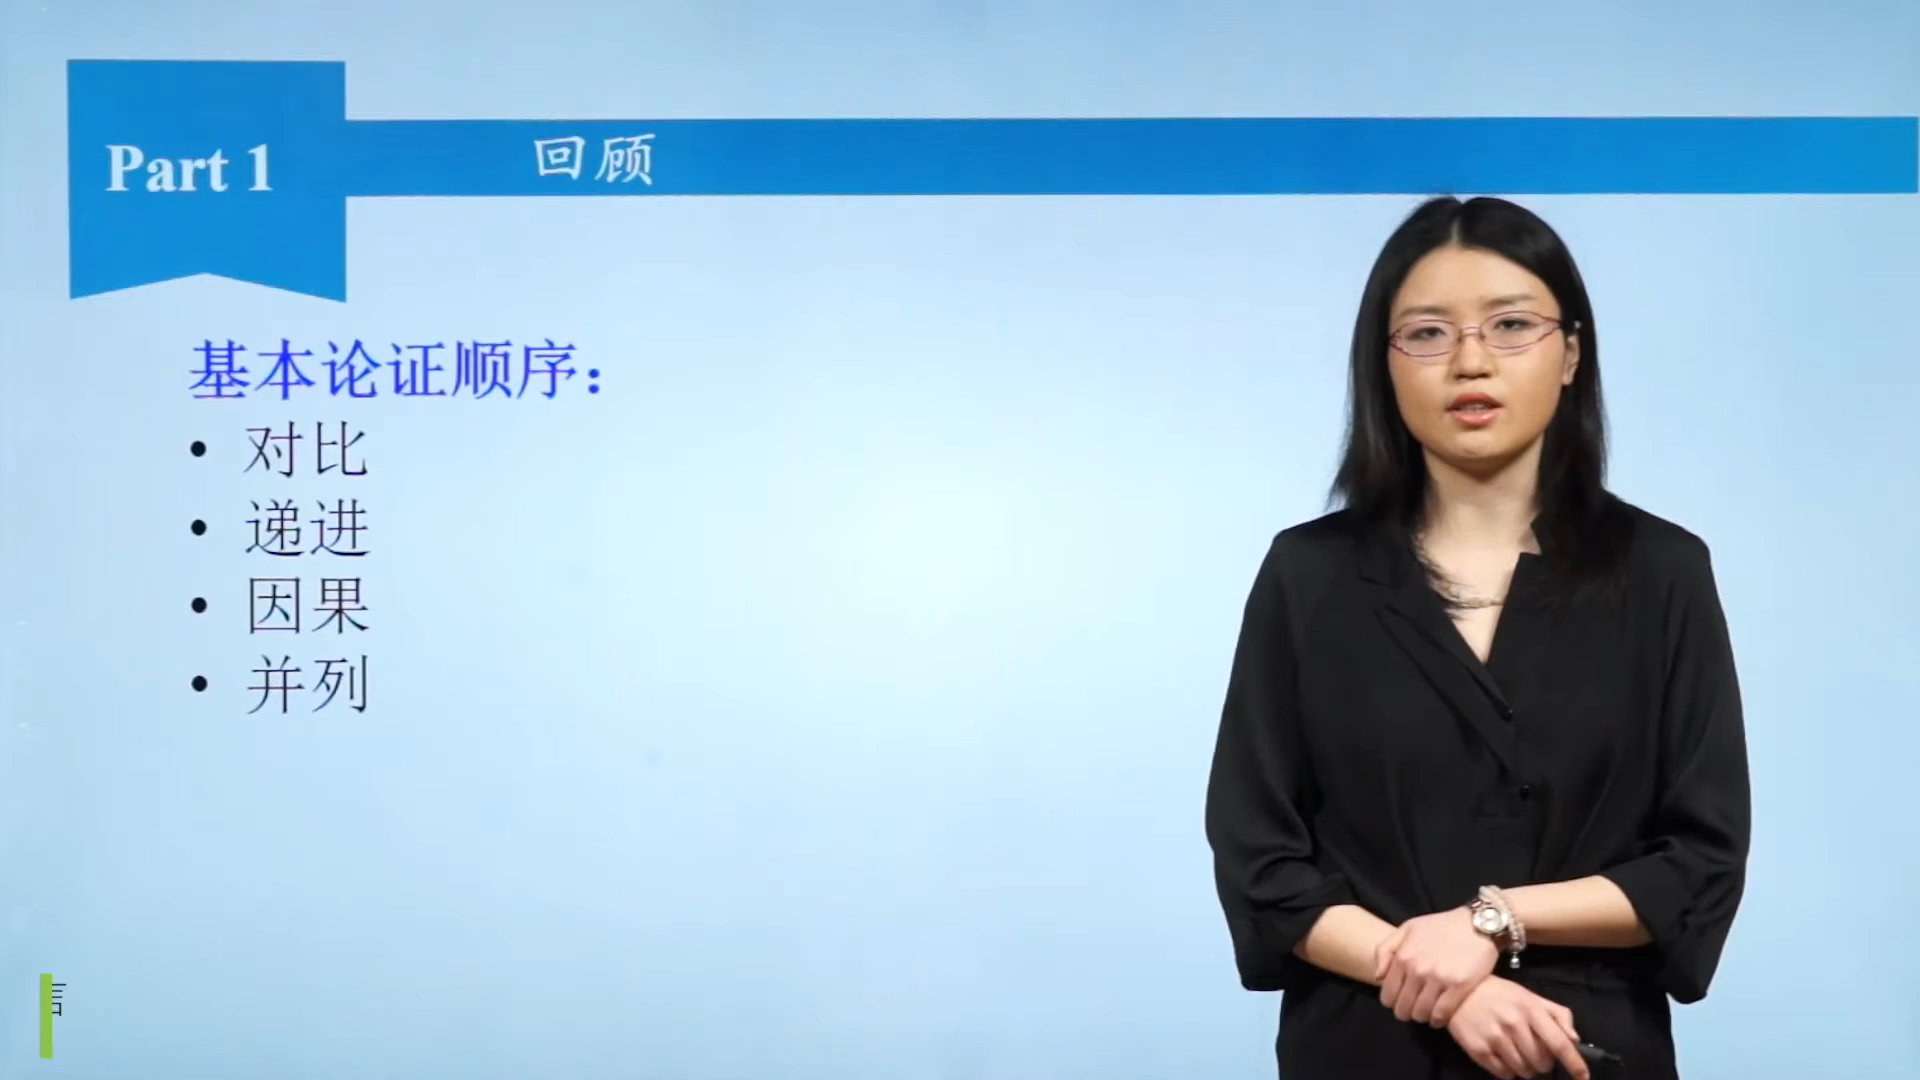 Part 1
回顾
基本论证顺序：
• 对比
• 递进
• 因果
• 并列